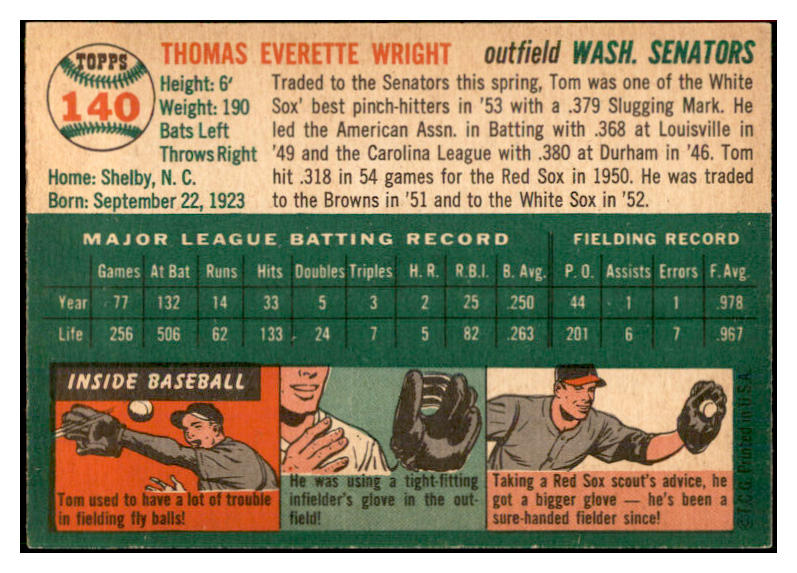 TOPPS
140
THOMAS EVERETTE WRIGHT outfield WASH. SENATORS
Height: 6'
Weight: 190
Bats Left
Throws Right
Home: Shelby, N. C.
Born: September 22, 1923
Traded to the Senators this spring, Tom was one of the White
Sox' best pinch-hitters in '53 with a .379 Slugging Mark. He
led the American Assn. in Batting with .368 at Louisville in
'49 and the Carolina League with .380 at Durham in '46. Tom
hit .318 in 54 games for the Red Sox in 1950. He was traded
to the Browns in '51 and to the White Sox in '52.
MAJOR LEAGUE BATTING RECORD FIELDING RECORD
Games At Bat Runs Hits Doubles Triples H. R. R.B.I. B. Avg. P. O. Assists Errors F. Avg.
Year 77 132 14 33 5 3 2 25 .250 44 1 1 .978
Life 256 506 62 133 24 7 5 82 .263 201 6 7 .967
INSIDE BASEBALL
Tom used to have a lot of trouble
in fielding fly balls!
He was using a tight-fitting
infielder's glove in the out-
field!
Taking a Red Sox scout's advice, he
got a bigger glove — he's been a
sure-handed fielder since!
© T.C.G. Printed in U.S.A.